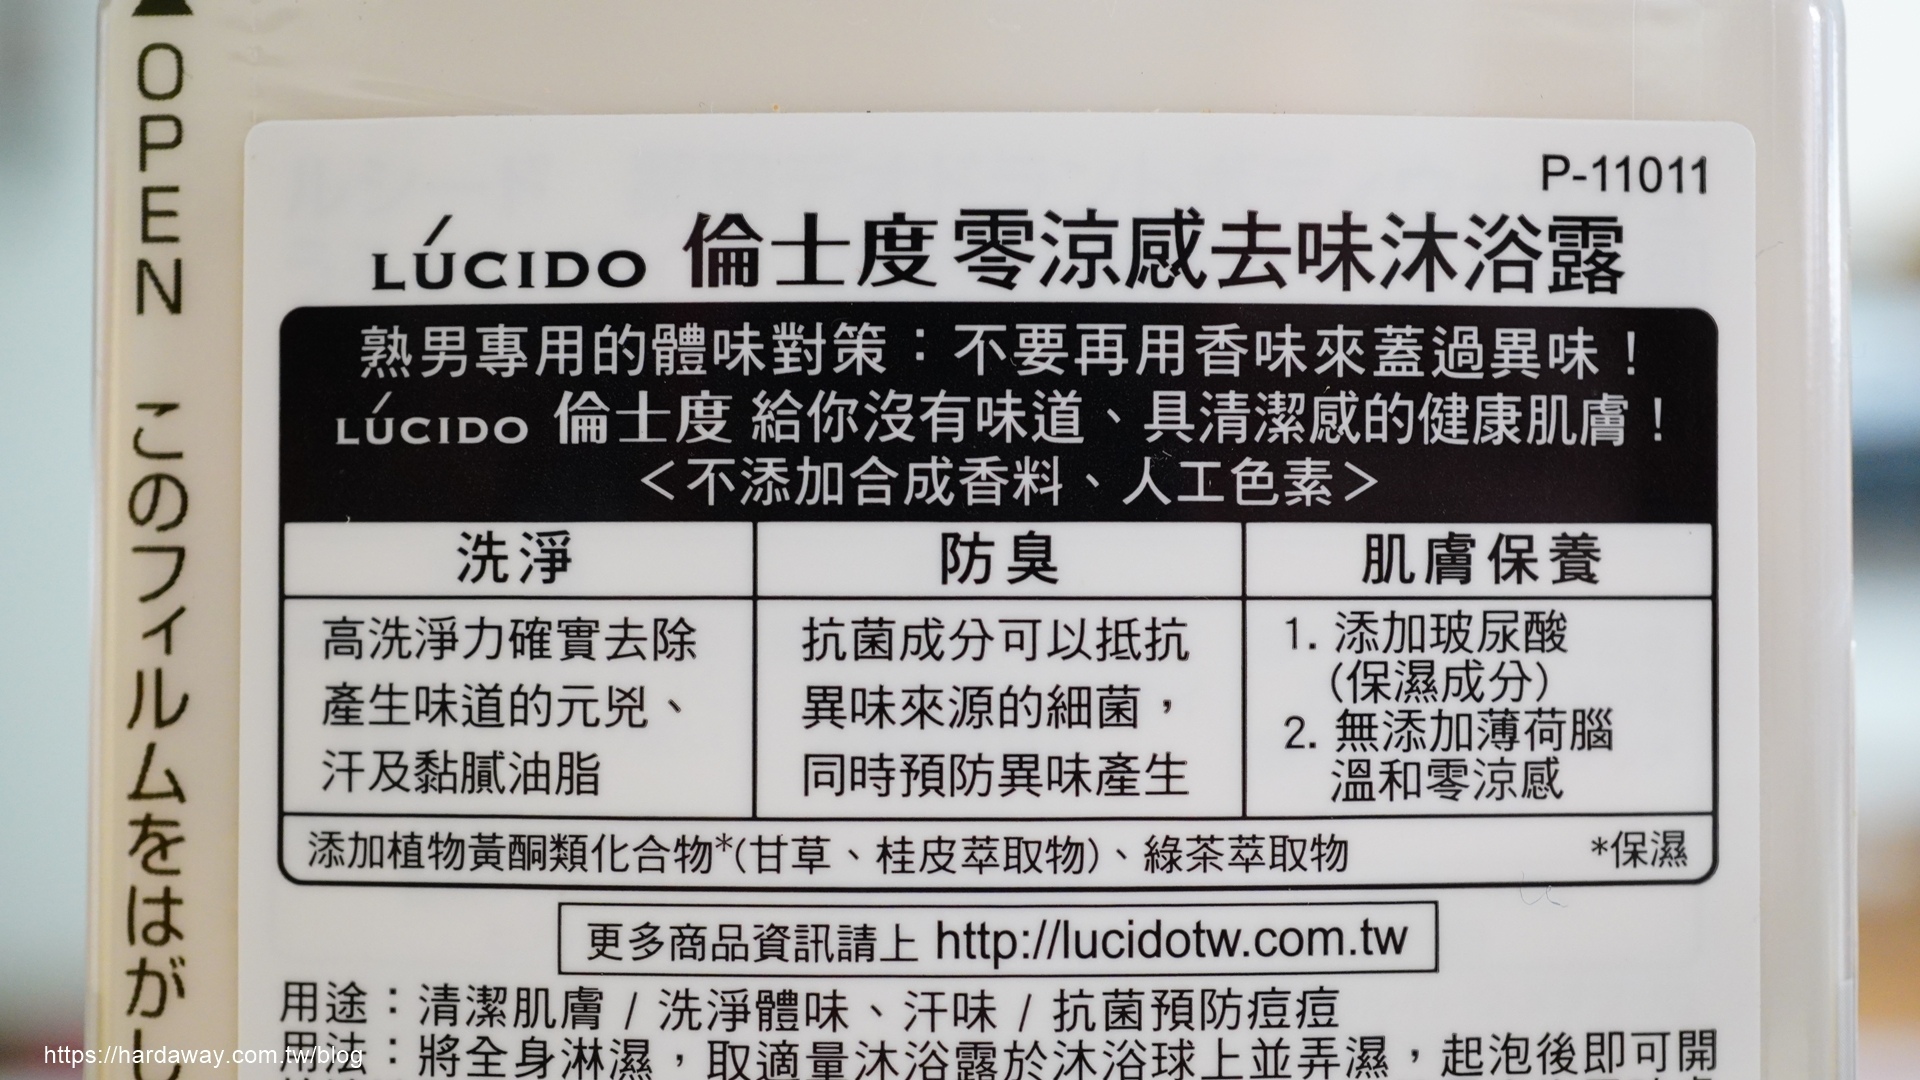 OPEN このフィルムをはがし
P-11011
LÚCIDO 倫士度 零涼感去味沐浴露
熟男專用的體味對策：不要再用香味來蓋過異味！
LÚCIDO 倫士度 給你沒有味道、具清潔感的健康肌膚！
＜不添加合成香料、人工色素＞
洗淨
高洗淨力確實去除
產生味道的元兇、
汗及黏膩油脂
防臭
抗菌成分可以抵抗
異味來源的細菌，
同時預防異味產生
肌膚保養
1. 添加玻尿酸
(保濕成分)
2. 無添加薄荷腦
溫和零涼感
添加植物黃酮類化合物*(甘草、桂皮萃取物)、綠茶萃取物 *保濕
更多商品資訊請上 http://lucidotw.com.tw
用途：清潔肌膚 / 洗淨體味、汗味 / 抗菌預防痘痘
用法：將全身淋濕，取適量沐浴露於沐浴球上並弄濕，起泡後即可開
https://hardaway.com.tw/blog